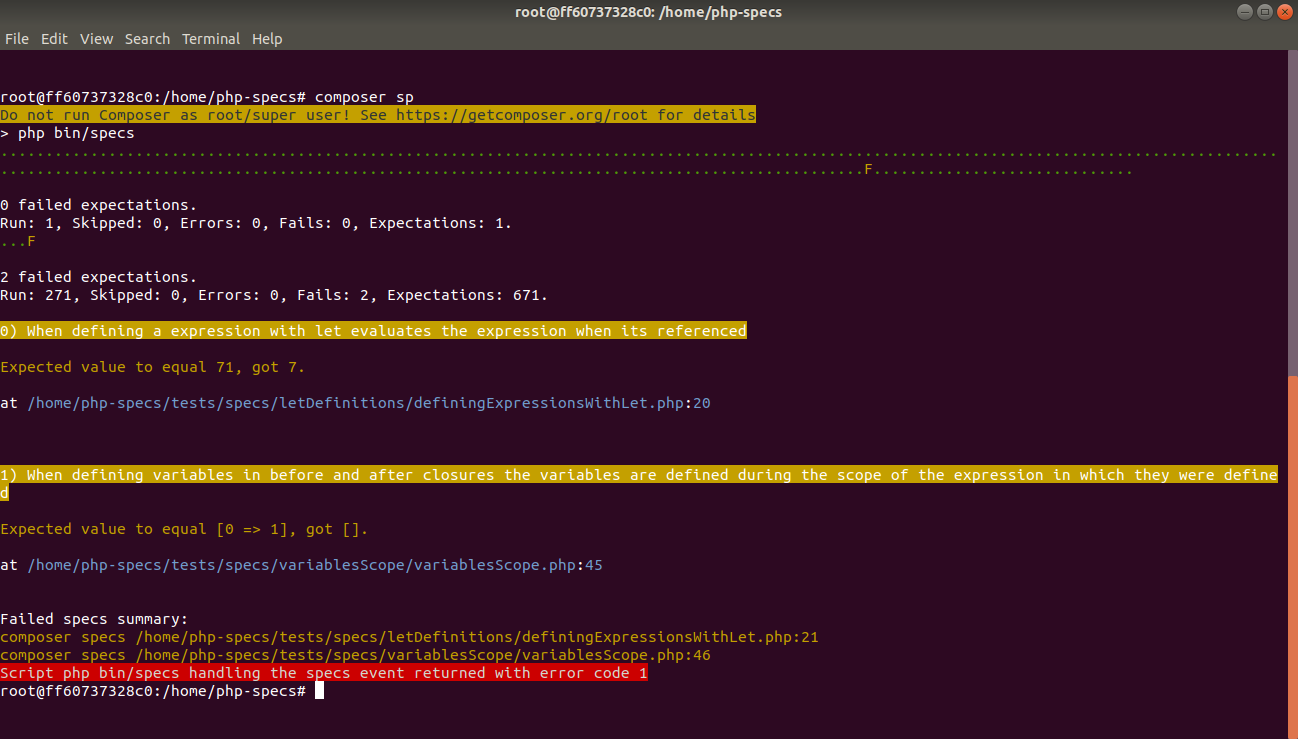 root@ff60737328c0: /home/php-specs
File Edit View Search Terminal Help
root@ff60737328c0:/home/php-specs# composer sp
Do not run Composer as root/super user! See https://getcomposer.org/root for details
> php bin/specs
..............................................................................................................................................
................................................................................................F.............................
0 failed expectations.
Run: 1, Skipped: 0, Errors: 0, Fails: 0, Expectations: 1.
...F
2 failed expectations.
Run: 271, Skipped: 0, Errors: 0, Fails: 2, Expectations: 671.
0) When defining a expression with let evaluates the expression when its referenced
Expected value to equal 71, got 7.
at /home/php-specs/tests/specs/letDefinitions/definingExpressionsWithLet.php:20
1) When defining variables in before and after closures the variables are defined during the scope of the expression in which they were define
d
Expected value to equal [0 => 1], got [].
at /home/php-specs/tests/specs/variablesScope/variablesScope.php:45
Failed specs summary:
composer specs /home/php-specs/tests/specs/letDefinitions/definingExpressionsWithLet.php:21
composer specs /home/php-specs/tests/specs/variablesScope/variablesScope.php:46
Script php bin/specs handling the specs event returned with error code 1
root@ff60737328c0:/home/php-specs#